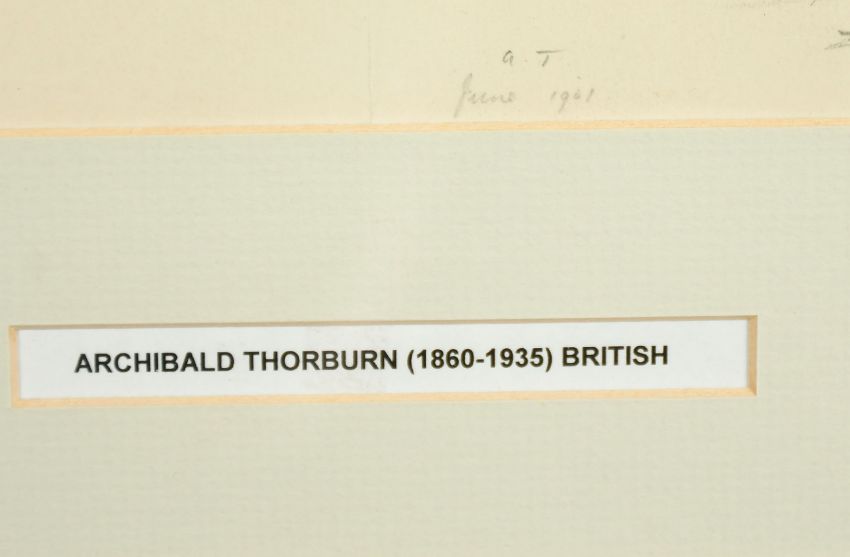 A T
June 1901
ARCHIBALD THORBURN (1860-1935) BRITISH